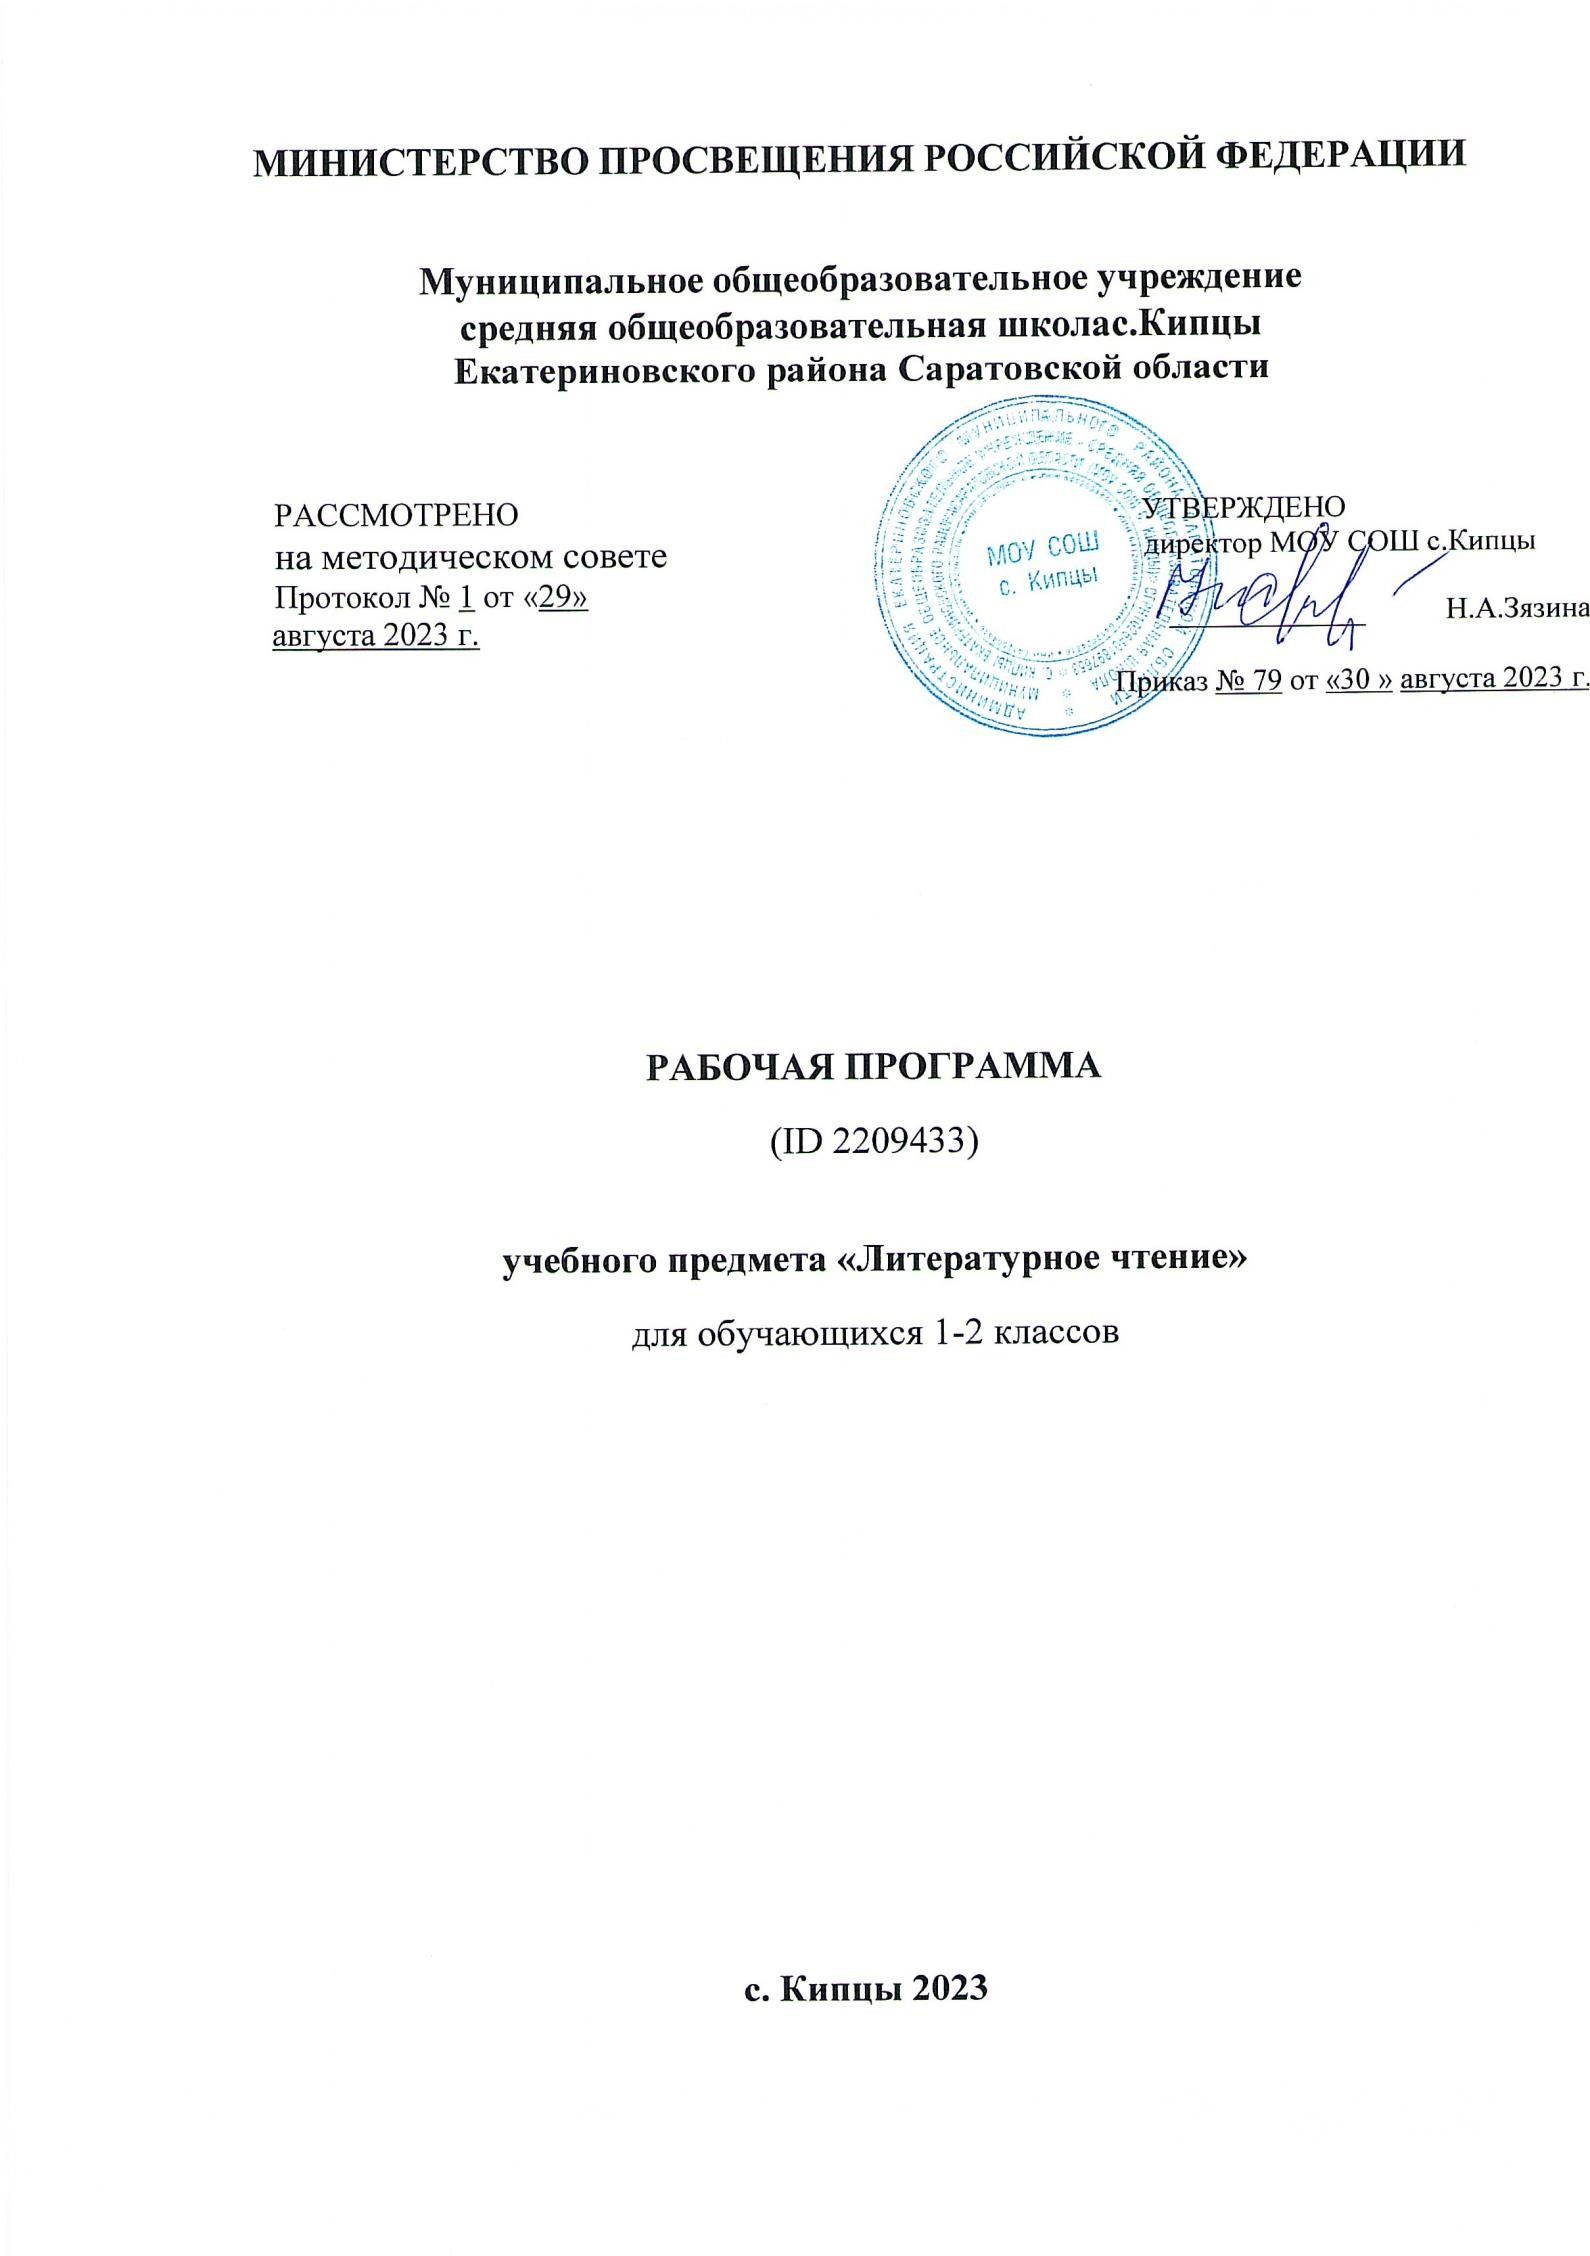 МИНИСТЕРСТВО ПРОСВЕЩЕНИЯ РОССИЙСКОЙ ФЕДЕРАЦИИ
Муниципальное общеобразовательное учреждение
средняя общеобразовательная школас.Кипцы
Екатериновского района Саратовской области
РАССМОТРЕНО
на методическом совете
Протокол № 1 от «29»
августа 2023 г.
УТВЕРЖДЕНО
директор МОУ СОШ с.Кипцы
Н.А.Зязина
Приказ № 79 от «30 » августа 2023 г.
МОУ СОШ
с. Кипцы
РАБОЧАЯ ПРОГРАММА
(ID 2209433)
учебного предмета «Литературное чтение»
для обучающихся 1-2 классов
с. Кипцы 2023